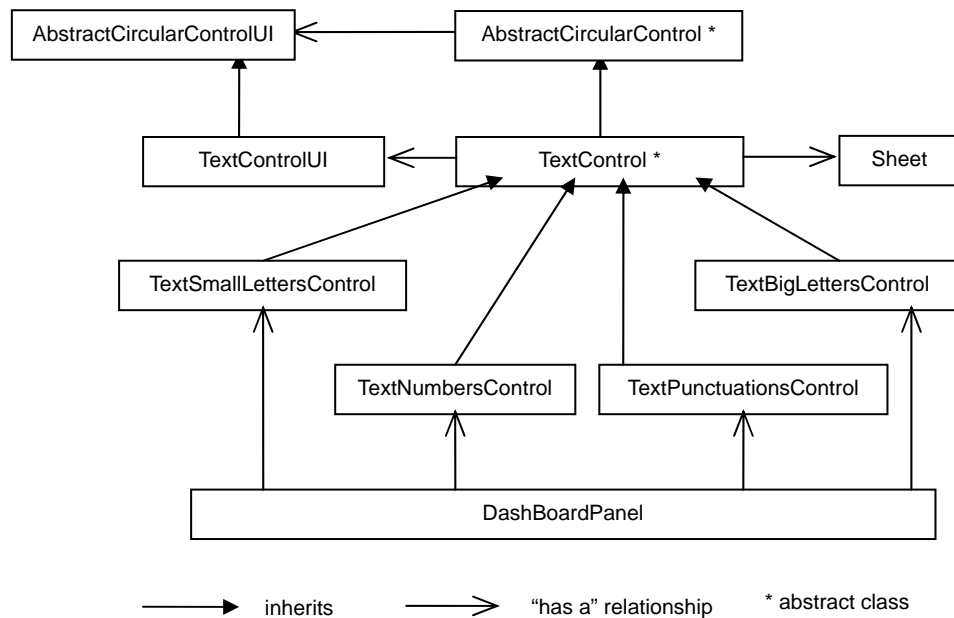 AbstractCircularControlUI
AbstractCircularControl *
TextControlUI
TextControl *
Sheet
TextSmallLettersControl
TextBigLettersControl
TextNumbersControl
TextPunctuationsControl
DashBoardPanel
inherits
“has a” relationship
* abstract class